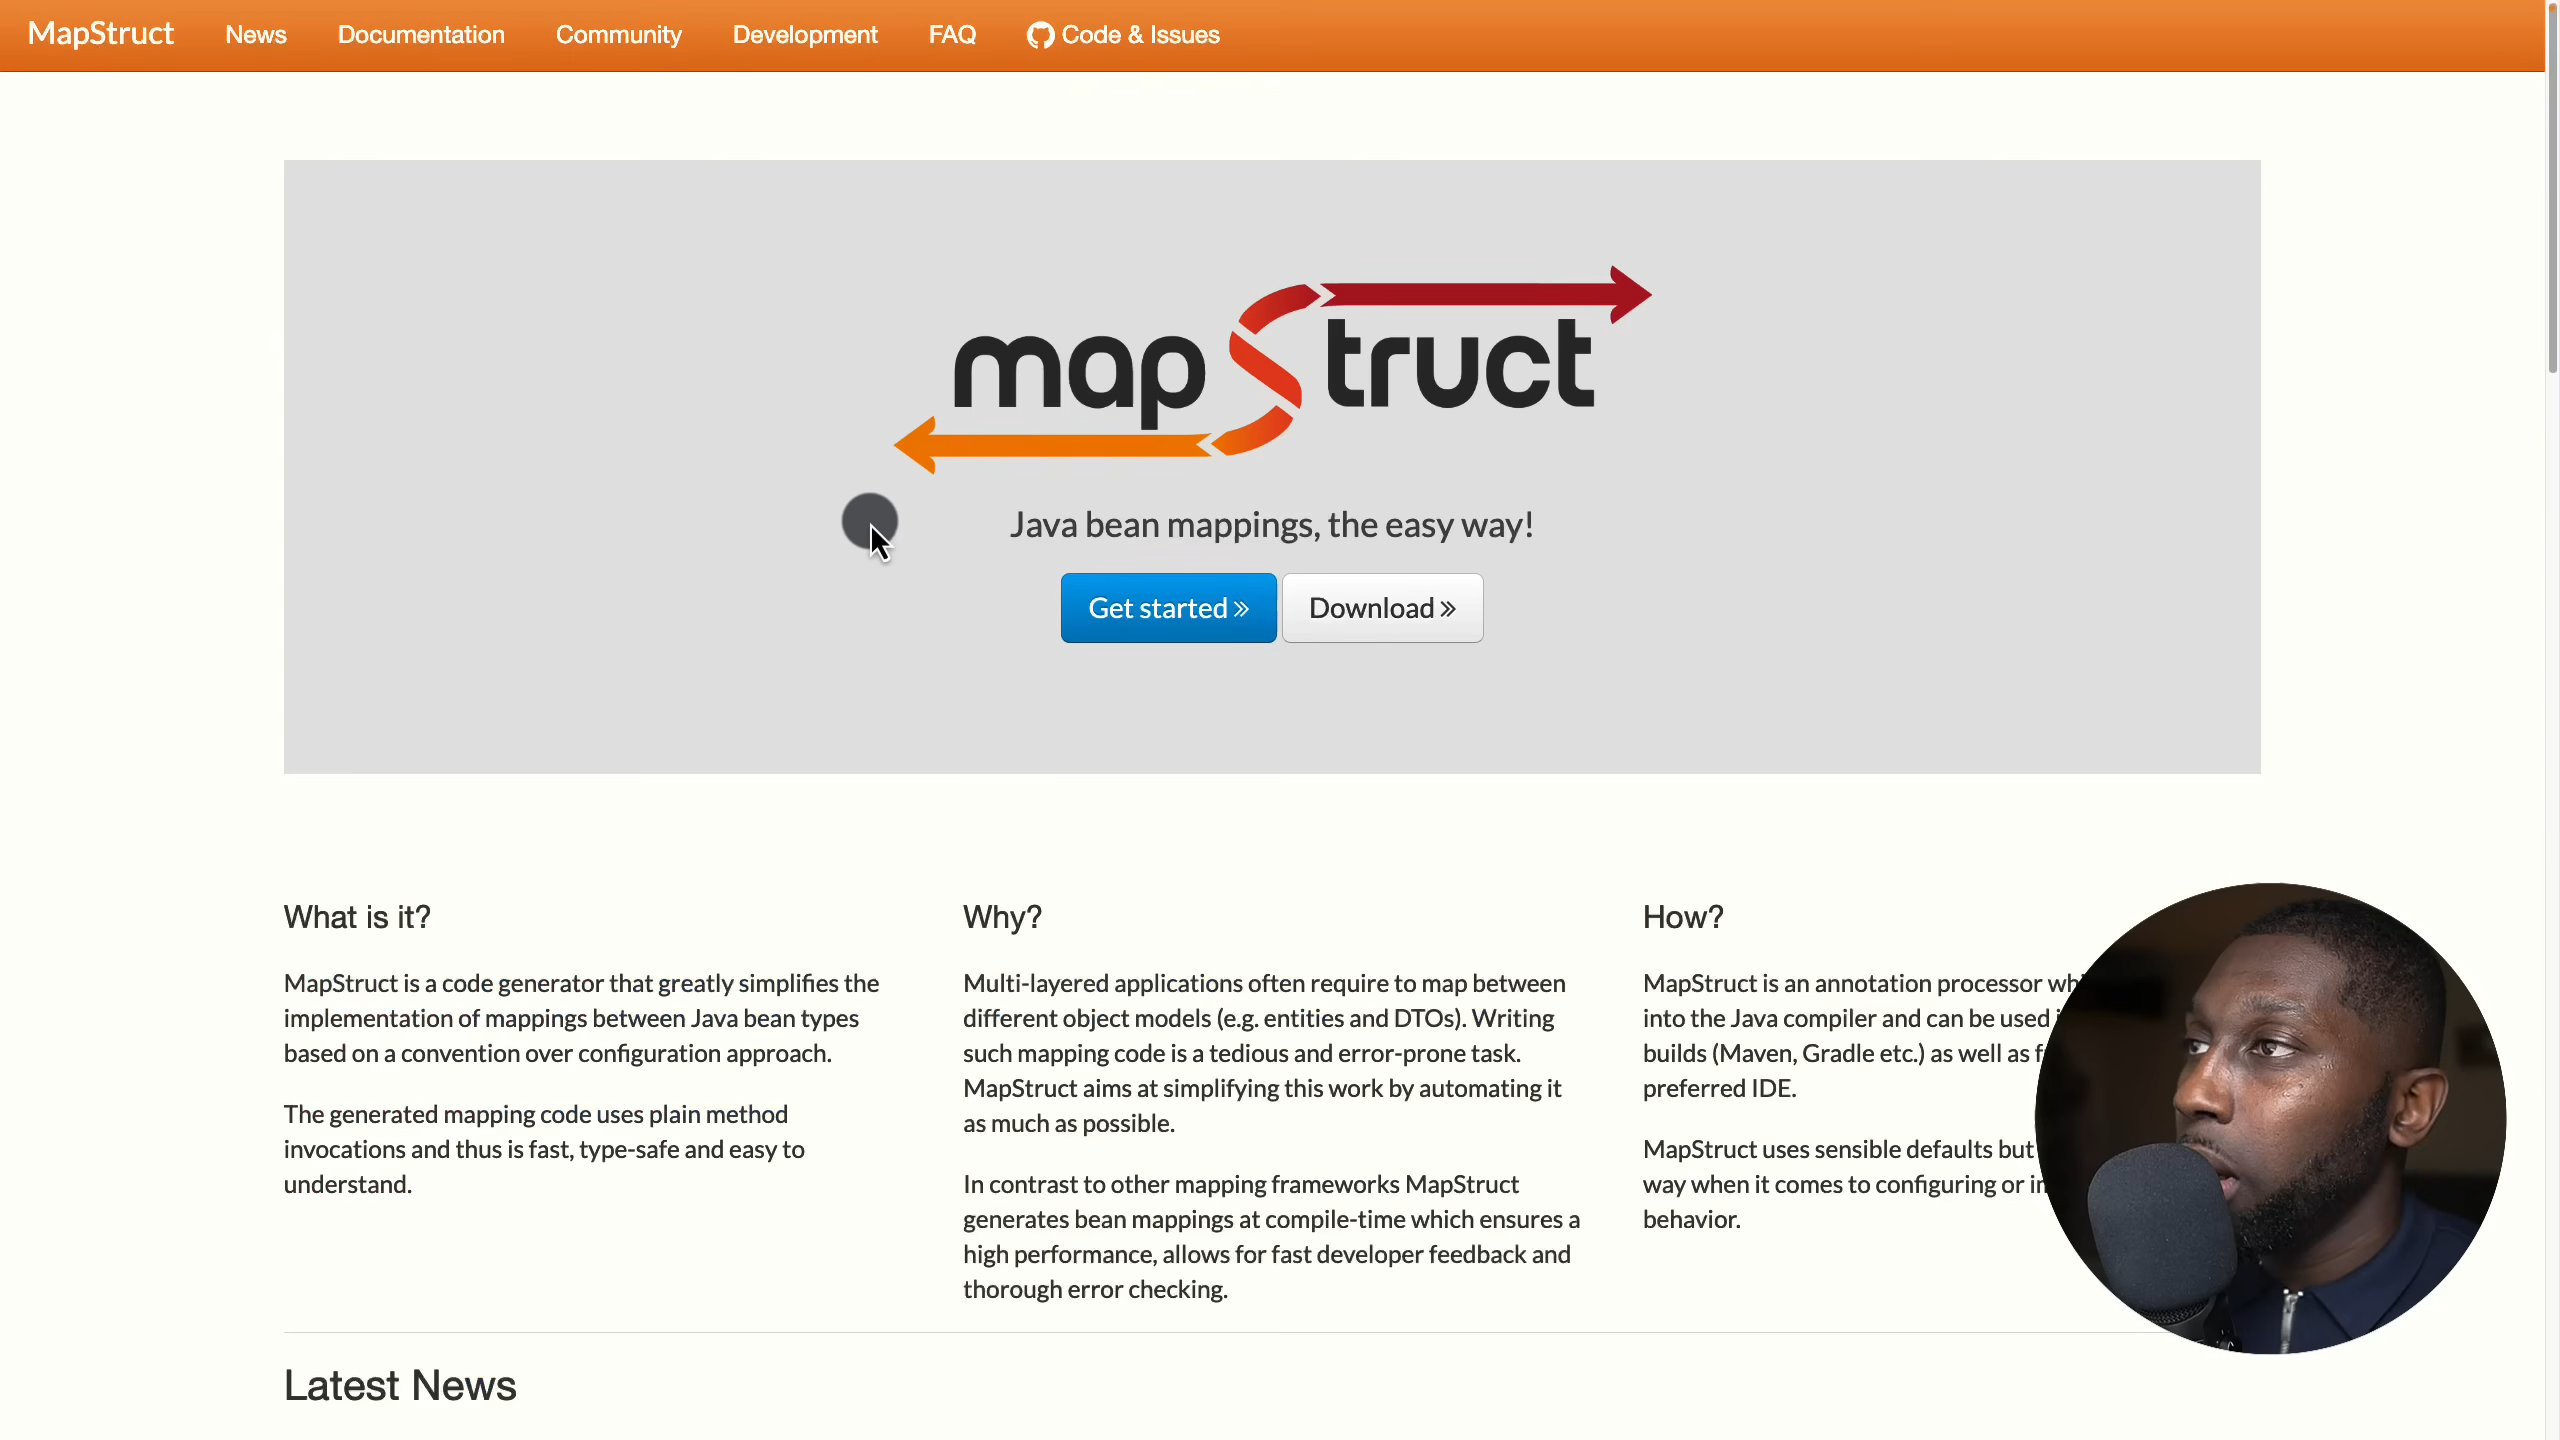 MapStruct News Documentation Community Development FAQ Code & Issues
mapStruct
Java bean mappings, the easy way!
Get started » Download »
What is it?
MapStruct is a code generator that greatly simplifies the
implementation of mappings between Java bean types
based on a convention over configuration approach.
The generated mapping code uses plain method
invocations and thus is fast, type-safe and easy to
understand.
Why?
Multi-layered applications often require to map between
different object models (e.g. entities and DTOs). Writing
such mapping code is a tedious and error-prone task.
MapStruct aims at simplifying this work by automating it
as much as possible.
In contrast to other mapping frameworks MapStruct
generates bean mappings at compile-time which ensures a
high performance, allows for fast developer feedback and
thorough error checking.
How?
MapStruct is an annotation processor
into the Java compiler and can be used
builds (Maven, Gradle etc.) as well as
preferred IDE.
MapStruct uses sensible defaults but
way when it comes to configuring or
behavior.
Latest News